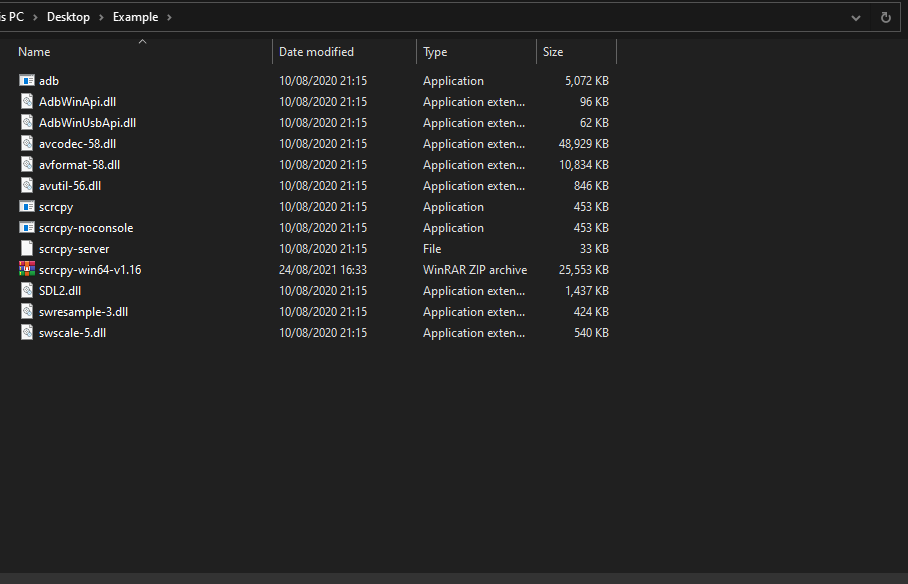 is PC > Desktop > Example >
Name Date modified Type Size
adb 10/08/2020 21:15 Application 5,072 KB
AdbWinApi.dll 10/08/2020 21:15 Application exten... 96 KB
AdbWinUsbApi.dll 10/08/2020 21:15 Application exten... 62 KB
avcodec-58.dll 10/08/2020 21:15 Application exten... 48,929 KB
avformat-58.dll 10/08/2020 21:15 Application exten... 10,834 KB
avutil-56.dll 10/08/2020 21:15 Application exten... 846 KB
scrcpy 10/08/2020 21:15 Application 453 KB
scrcpy-noconsole 10/08/2020 21:15 Application 453 KB
scrcpy-server 10/08/2020 21:15 File 33 KB
scrcpy-win64-v1.16 24/08/2021 16:33 WinRAR ZIP archive 25,553 KB
SDL2.dll 10/08/2020 21:15 Application exten... 1,437 KB
swresample-3.dll 10/08/2020 21:15 Application exten... 424 KB
swscale-5.dll 10/08/2020 21:15 Application exten... 540 KB